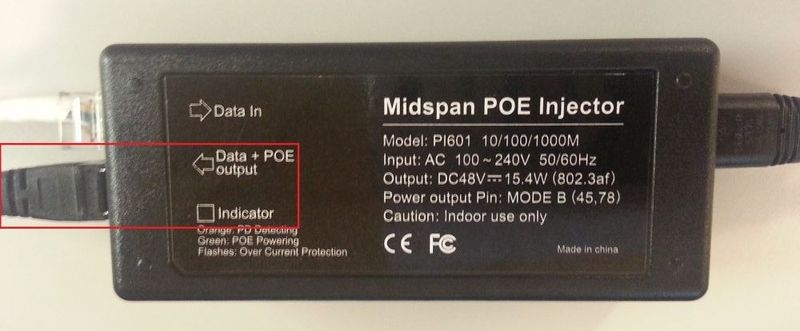 Data In
Data + POE
output
Indicator
Orange: PD Detecting
Green: POE Powering
Flashes: Over Current Protection
Midspan POE Injector
Model: PI601 10/100/1000M
Input: AC 100~240V 50/60Hz
Output: DC48V⎓15.4W (802.3af)
Power output Pin: MODE B (45,78)
Caution: Indoor use only
CE FC
Made in china